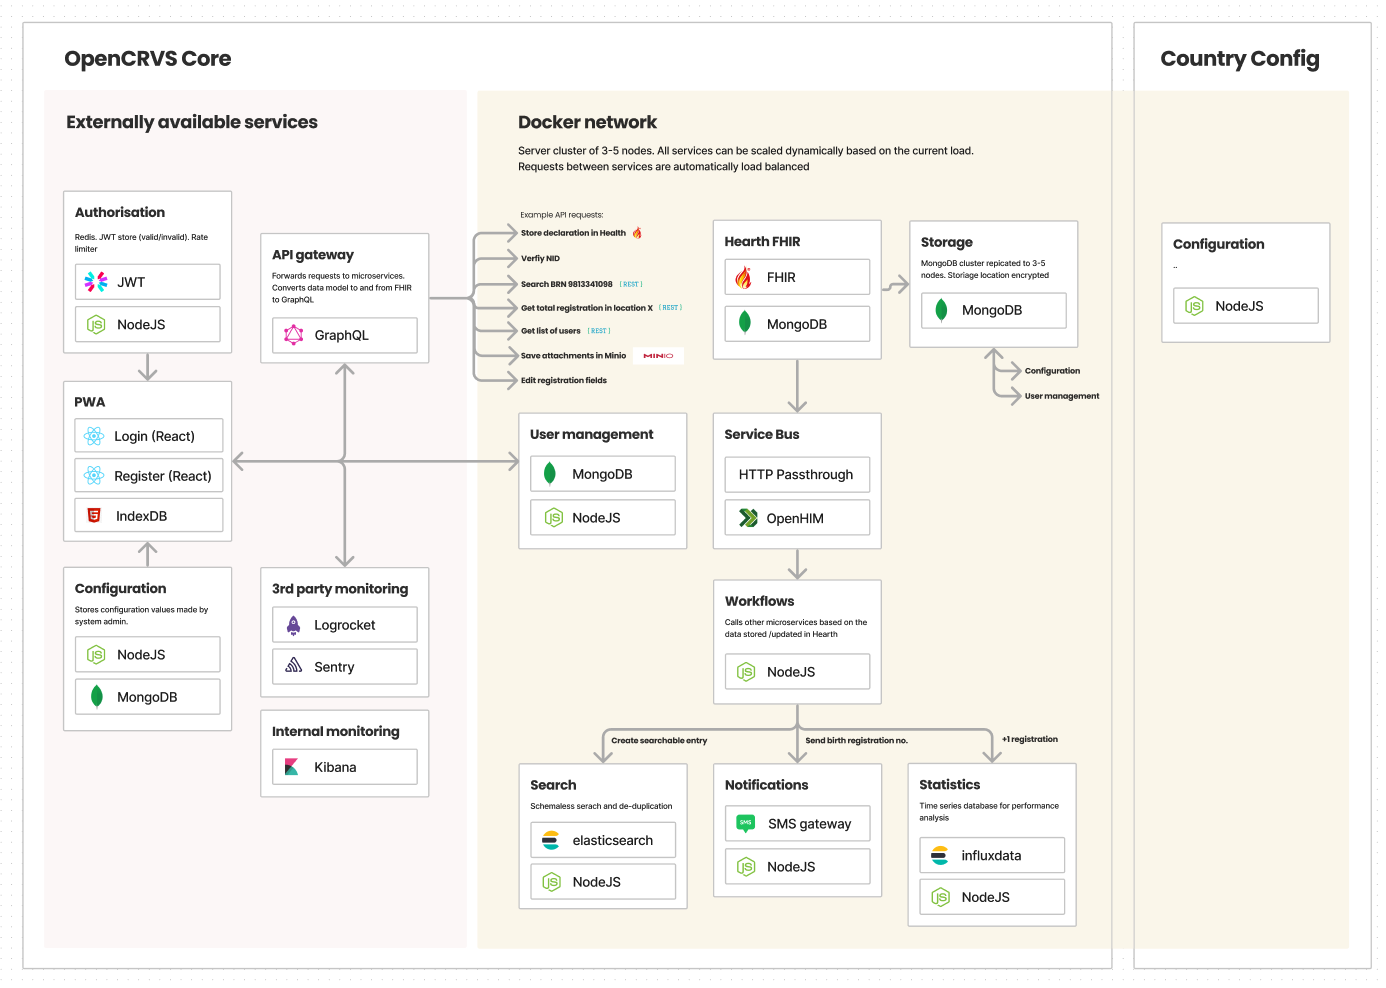 OpenCRVS Core
Country Config
Externally available services
Authorisation
Redis. JWT store (valid/invalid). Rate
limiter
JWT
NodeJS
API gateway
Forwards requests to microservices.
Converts data model to and from FHIR
to GraphQL
GraphQL
PWA
Login (React)
Register (React)
IndexDB
Configuration
Stores configuration values made by
system admin.
NodeJS
MongoDB
3rd party monitoring
Logrocket
Sentry
Internal monitoring
Kibana
Docker network
Server cluster of 3-5 nodes. All services can be scaled dynamically based on the current load.
Requests between services are automatically load balanced
Example API requests:
Store declaration in Health
Verfiy NID
Search BRN 9813341098 [REST]
Get total registration in location X [REST]
Get list of users [REST]
Save attachments in Minio MINIO
Edit registration fields
Hearth FHIR
FHIR
MongoDB
Storage
MongoDB cluster repicated to 3-5
nodes. Storiage location encrypted
MongoDB
Configuration
User management
User management
MongoDB
NodeJS
Service Bus
HTTP Passthrough
OpenHIM
Workflows
Calls other microservices based on the
data stored /updated in Hearth
NodeJS
Create searchable entry
Send birth registration no.
+1 registration
Search
Schemaless serach and de-duplication
elasticsearch
NodeJS
Notifications
SMS
SMS gateway
NodeJS
Statistics
Time series database for performance
analysis
influxdata
NodeJS
Configuration
..
NodeJS